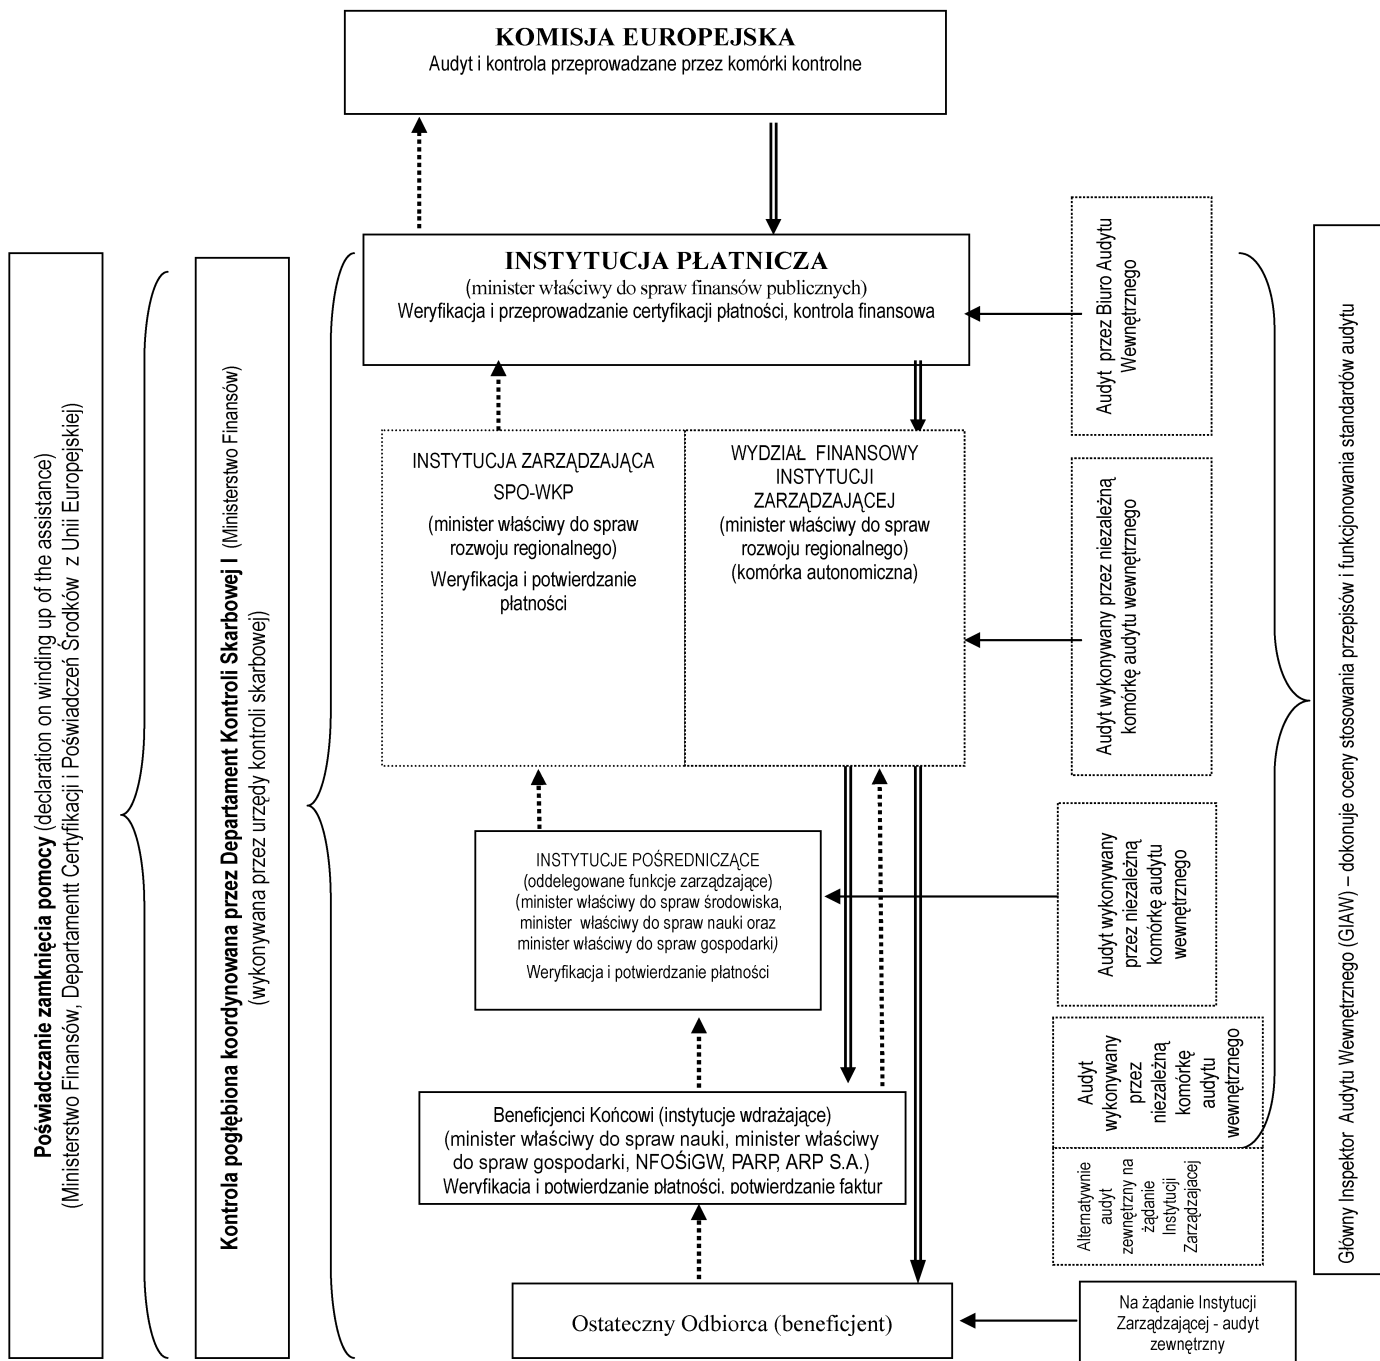 KOMISJA EUROPEJSKA
Audyt i kontrola przeprowadzane przez komórki kontrolne
INSTYTUCJA PŁATNICZA
(minister właściwy do spraw finansów publicznych)
Weryfikacja i przeprowadzanie certyfikacji płatności, kontrola finansowa
INSTYTUCJA ZARZĄDZAJĄCA
SPO-WKP
(minister właściwy do spraw
rozwoju regionalnego)
Weryfikacja i potwierdzanie
płatności
WYDZIAŁ FINANSOWY
INSTYTUCJI
ZARZĄDZAJĄCEJ
(minister właściwy do spraw
rozwoju regionalnego)
(komórka autonomiczna)
INSTYTUCJE POŚREDNICZĄCE
(oddelegowane funkcje zarządzające)
(minister właściwy do spraw środowiska,
minister właściwy do spraw nauki oraz
minister właściwy do spraw gospodarki)
Weryfikacja i potwierdzanie płatności
Beneficjenci Końcowi (instytucje wdrażające)
(minister właściwy do spraw nauki, minister właściwy
do spraw gospodarki, NFOŚiGW, PARP, ARP S.A.)
Weryfikacja i potwierdzanie płatności, potwierdzanie faktur
Ostateczny Odbiorca (beneficjent)
Poświadczanie zamknięcia pomocy (declaration on winding up of the assistance)
(Ministerstwo Finansów, Departamentt Certyfikacji i Poświadczeń Środków z Unii Europejskiej)
Kontrola pogłębiona koordynowana przez Departament Kontroli Skarbowej I (Ministerstwo Finansów)
(wykonywana przez urzędy kontroli skarbowej)
Audyt przez Biuro Audytu
Wewnętrznego
Audyt wykonywany przez niezależną
komórkę audytu wewnętrznego
Audyt wykonywany
przez niezależną
komórkę audytu
wewnętrznego
Audyt
wykonywany
przez
niezależną
komórkę
audytu
wewnętrznego
Alternatywnie
audyt
zewnętrzny na
żądanie
Instytucji
Zarządzajacej
Na żądanie Instytucji
Zarządzającej - audyt
zewnętrzny
Główny Inspektor Audytu Wewnętrznego (GIAW) – dokonuje oceny stosowania przepisów i funkcjonowania standardów audytu